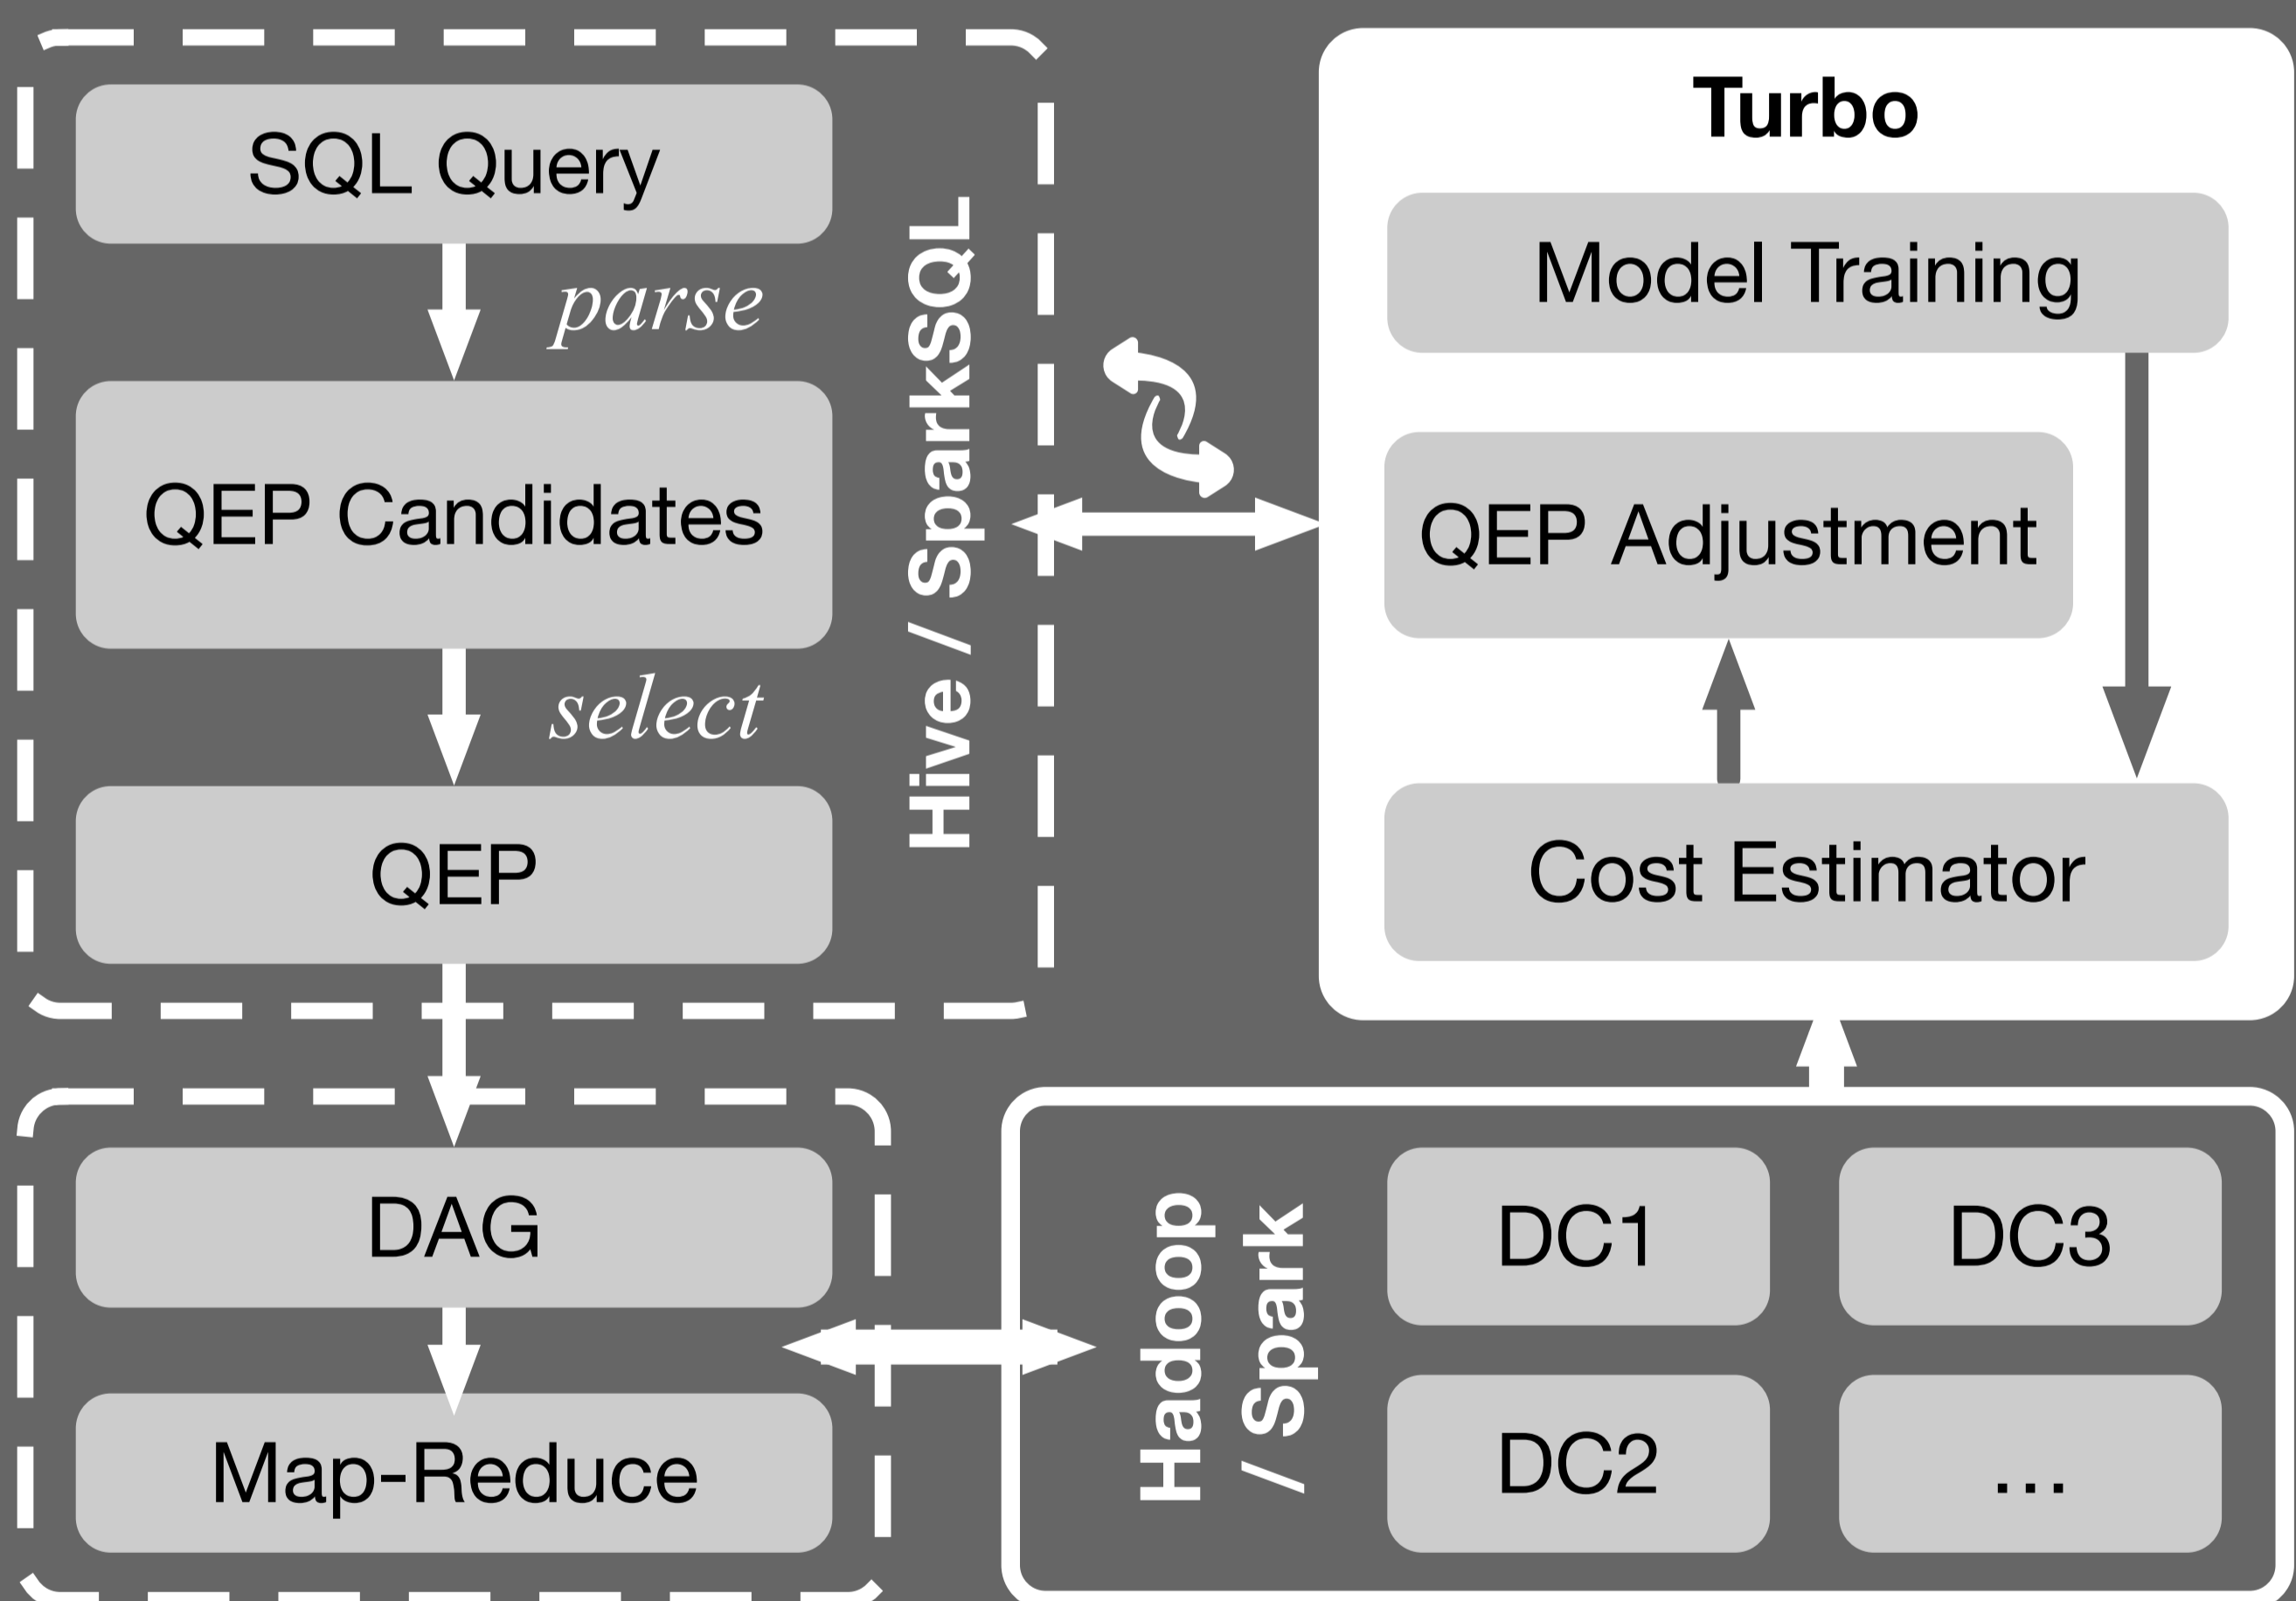 SQL Query
parse
QEP Candidates
select
QEP
Hive / SparkSQL
Turbo
Model Training
QEP Adjustment
Cost Estimator
DAG
Map-Reduce
Hadoop
/ Spark
DC1
DC3
DC2
...